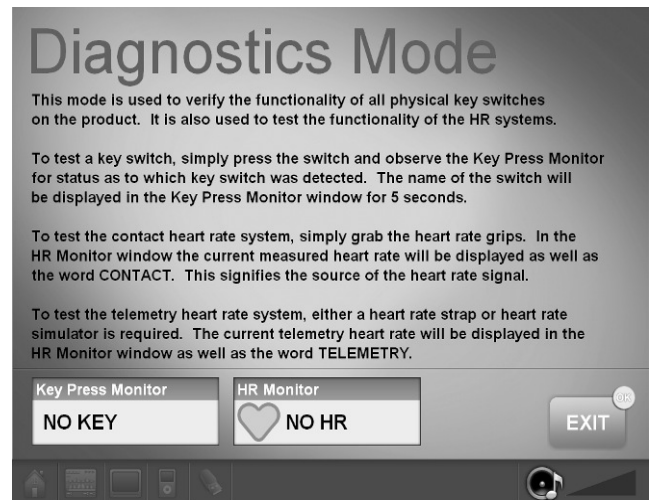 Diagnostics Mode
This mode is used to verify the functionality of all physical key switches
on the product. It is also used to test the functionality of the HR systems.
To test a key switch, simply press the switch and observe the Key Press Monitor
for status as to which key switch was detected. The name of the switch will
be displayed in the Key Press Monitor window for 5 seconds.
To test the contact heart rate system, simply grab the heart rate grips. In the
HR Monitor window the current measured heart rate will be displayed as well as
the word CONTACT. This signifies the source of the heart rate signal.
To test the telemetry heart rate system, either a heart rate strap or heart rate
simulator is required. The current telemetry heart rate will be displayed in the
HR Monitor window as well as the word TELEMETRY.
Key Press Monitor
NO KEY
HR Monitor
NO HR
OK
EXIT